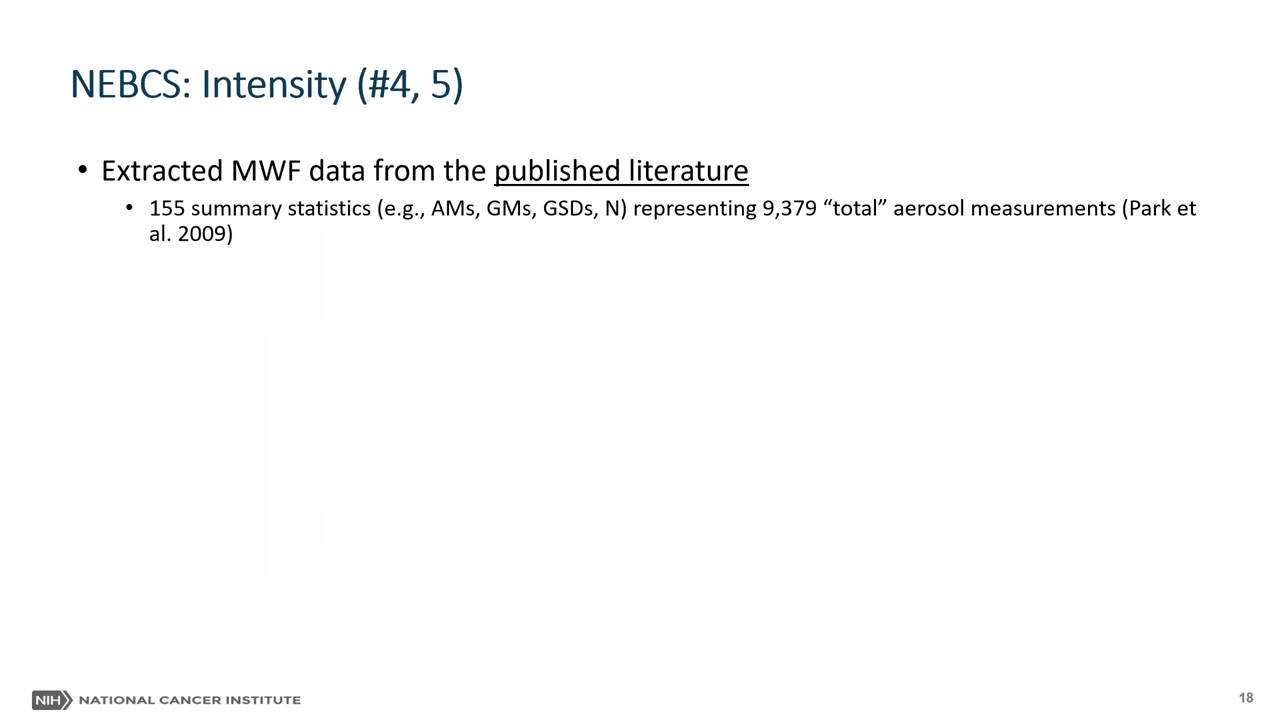 NEBCS: Intensity (#4, 5)
• Extracted MWF data from the published literature
• 155 summary statistics (e.g., AMs, GMs, GSDs, N) representing 9,379 “total” aerosol measurements (Park et
al. 2009)
NIH NATIONAL CANCER INSTITUTE
18